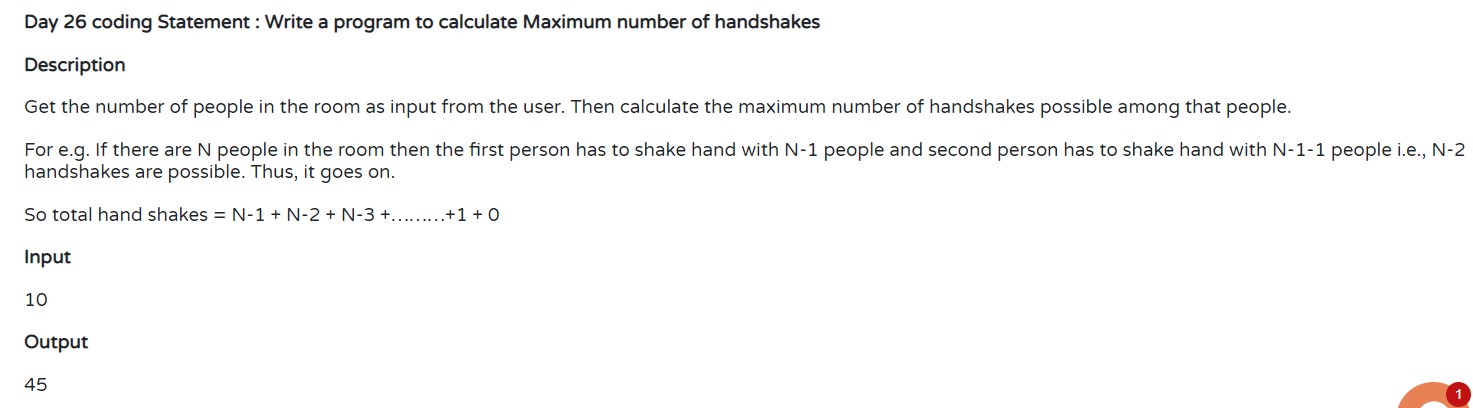 Day 26 coding Statement : Write a program to calculate Maximum number of handshakes
Description
Get the number of people in the room as input from the user. Then calculate the maximum number of handshakes possible among that people.
For e.g. If there are N people in the room then the first person has to shake hand with N-1 people and second person has to shake hand with N-1-1 people i.e., N-2
handshakes are possible. Thus, it goes on.
So total hand shakes = N-1 + N-2 + N-3 +.........+1 + 0
Input
10
Output
45
1